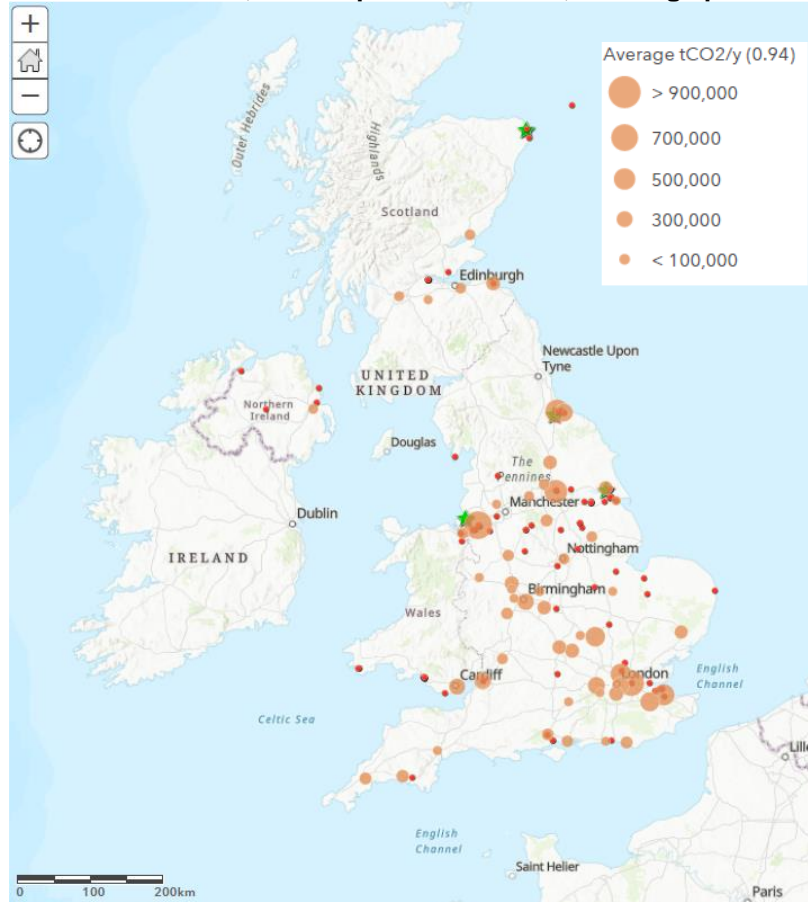 +
−
Average tCO2/y (0.94)
> 900,000
700,000
500,000
300,000
< 100,000
Outer Hebrides
Highlands
Scotland
Edinburgh
Newcastle Upon
Tyne
UNITED
KINGDOM
Northern
Ireland
Douglas
The
Pennines
Manchester
Dublin
IRELAND
Nottingham
Birmingham
Wales
Cardiff
London
English
Channel
Celtic Sea
Lill
English
Channel
Saint Helier
Paris
0 100 200km